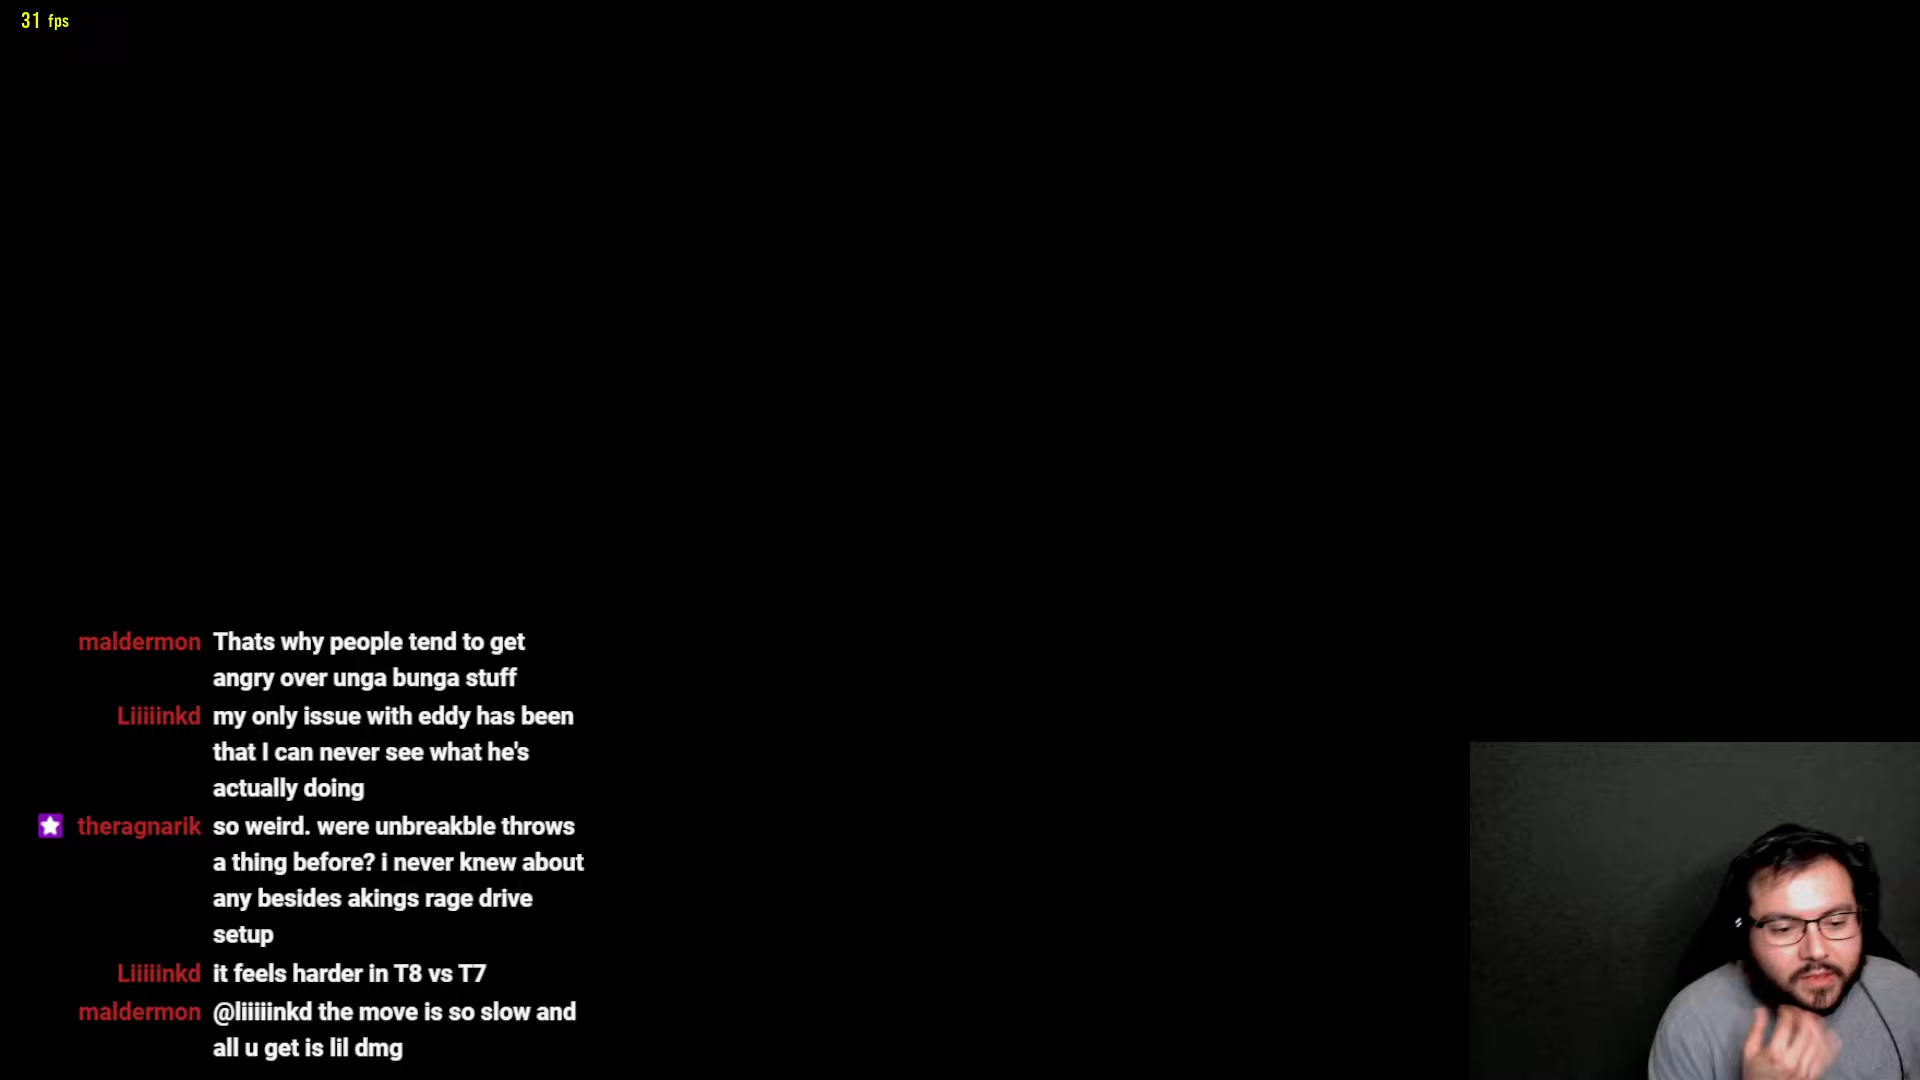 31 fps
maldermon Thats why people tend to get
angry over unga bunga stuff
Liiiiinkd my only issue with eddy has been
that I can never see what he's
actually doing
theragnarik so weird. were unbreakble throws
a thing before? i never knew about
any besides akings rage drive
setup
Liiiiinkd it feels harder in T8 vs T7
maldermon @liiiiinkd the move is so slow and
all u get is lil dmg